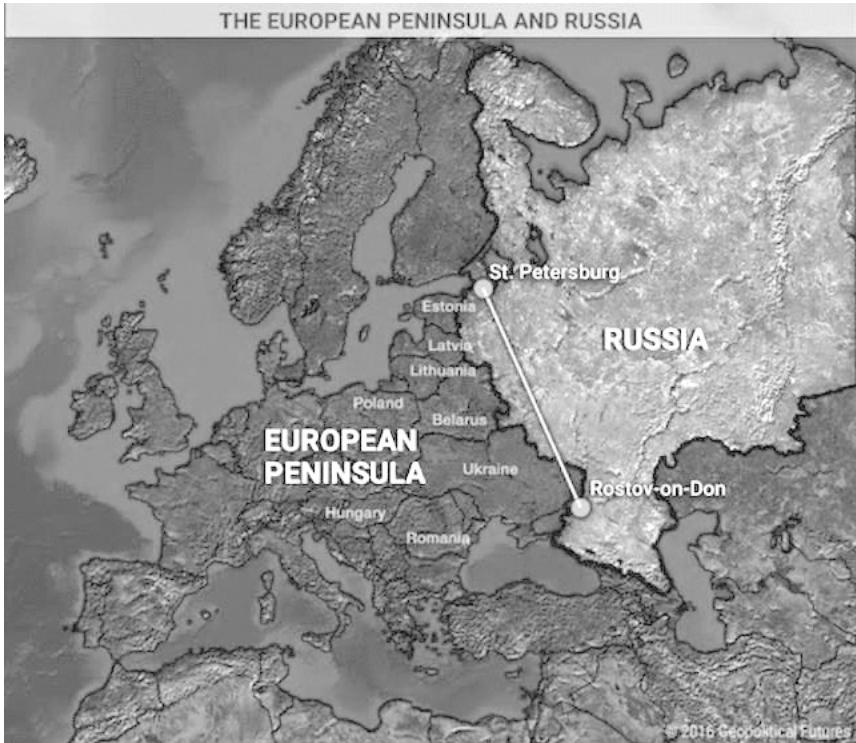 THE EUROPEAN PENINSULA AND RUSSIA
St. Petersburg
Estonia
RUSSIA
Latvia
Lithuania
Poland
Belarus
EUROPEAN
PENINSULA
Ukraine
Rostov-on-Don
Hungary
Romania
© 2016 Geopolitical Futures